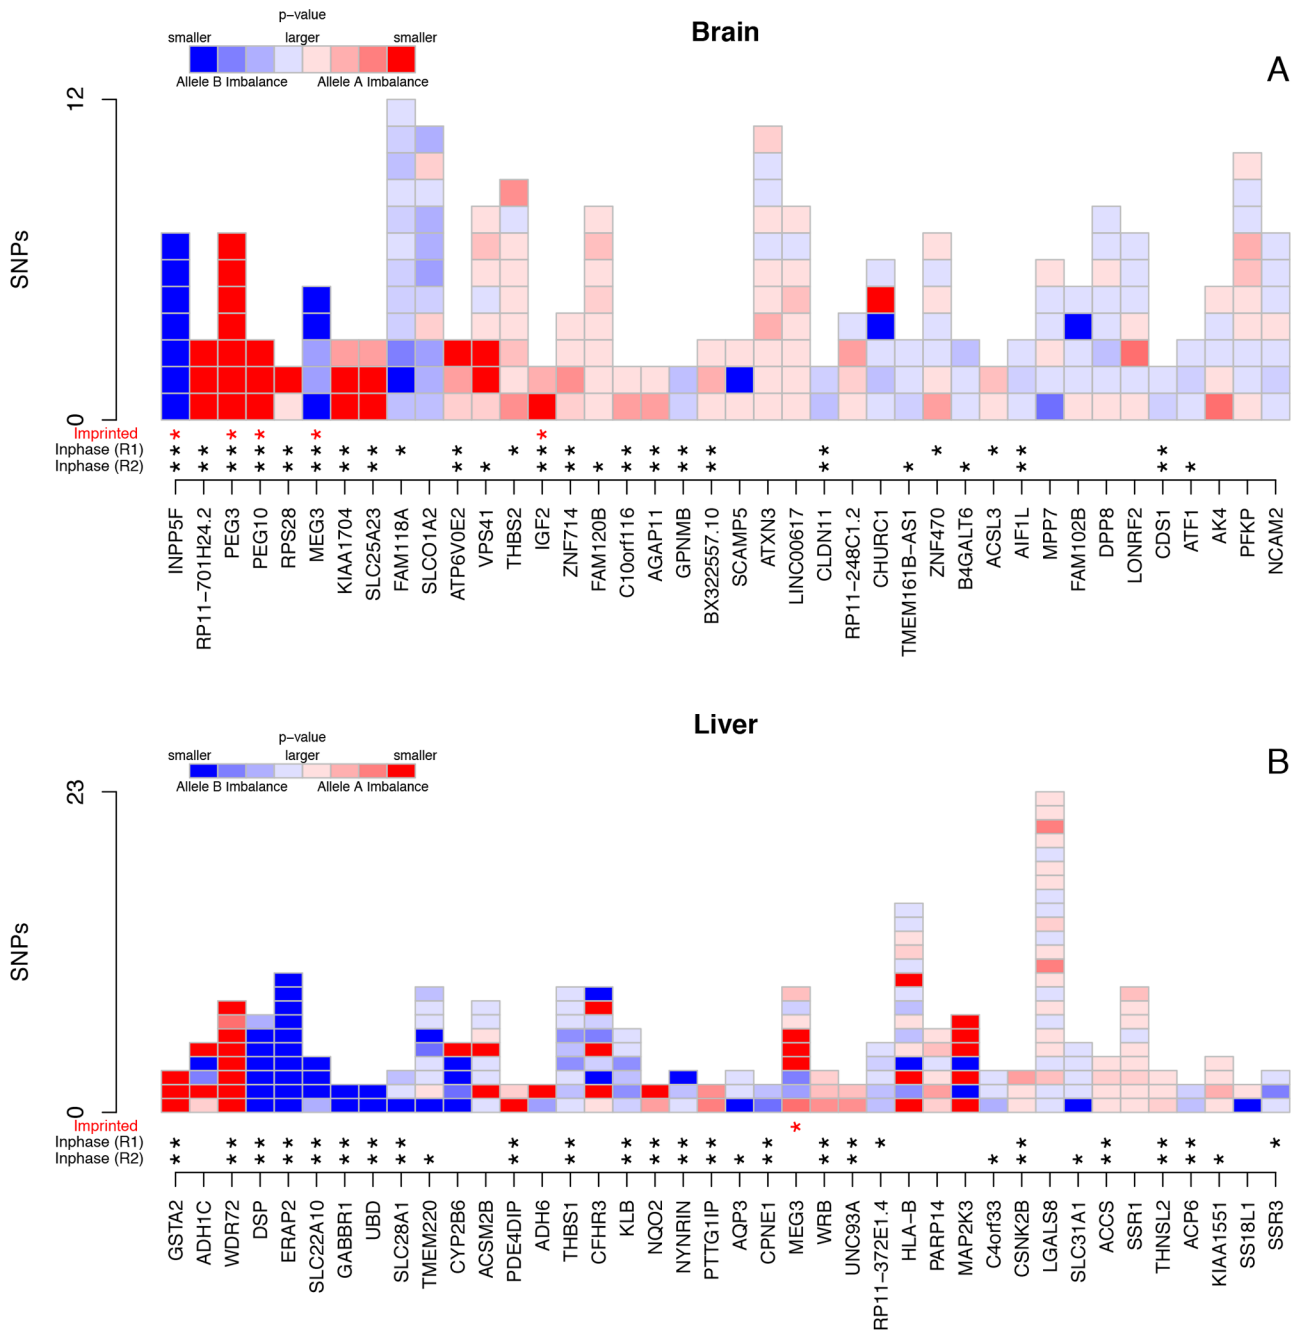 Brain
A
p-value
smaller larger smaller
Allele B Imbalance Allele A Imbalance
12
SNPs
0
Imprinted * * * * *
Inphase (R1) * * * * * * * * * * * * * * * * * * * * * *
Inphase (R2) * * * * * * * * * * * * * * * * * * * * * * *
INPP5F
RP11-701H24.2
PEG3
PEG10
RPS28
MEG3
KIAA1704
SLC25A23
FAM118A
SLCO1A2
ATP6V0E2
VPS41
THBS2
IGF2
ZNF714
FAM120B
C10orf116
AGAP11
GPNMB
BX322557.10
SCAMP5
ATXN3
LINC00617
CLDN11
RP11-248C1.2
CHURC1
TMEM161B-AS1
ZNF470
B4GALT6
ACSL3
AIF1L
MPP7
FAM102B
DPP8
LONRF2
CDS1
ATF1
AK4
PFKP
NCAM2
Liver
B
p-value
smaller larger smaller
Allele B Imbalance Allele A Imbalance
23
SNPs
0
Imprinted *
Inphase (R1) * * * * * * * * * * * * * * * * * * * * * * *
Inphase (R2) * * * * * * * * * * * * * * * * * * * * * * * * * *
GSTA2
ADH1C
WDR72
DSP
ERAP2
SLC22A10
GABBR1
UBD
SLC28A1
TMEM220
CYP2B6
ACSM2B
PDE4DIP
ADH6
THBS1
CFHR3
KLB
NQO2
NYNRIN
PTTG1IP
AQP3
CPNE1
MEG3
WRB
UNC93A
RP11-372E1.4
HLA-B
PARP14
MAP2K3
C4orf33
CSNK2B
LGALS8
SLC31A1
ACCS
SSR1
THNSL2
ACP6
KIAA1551
SS18L1
SSR3